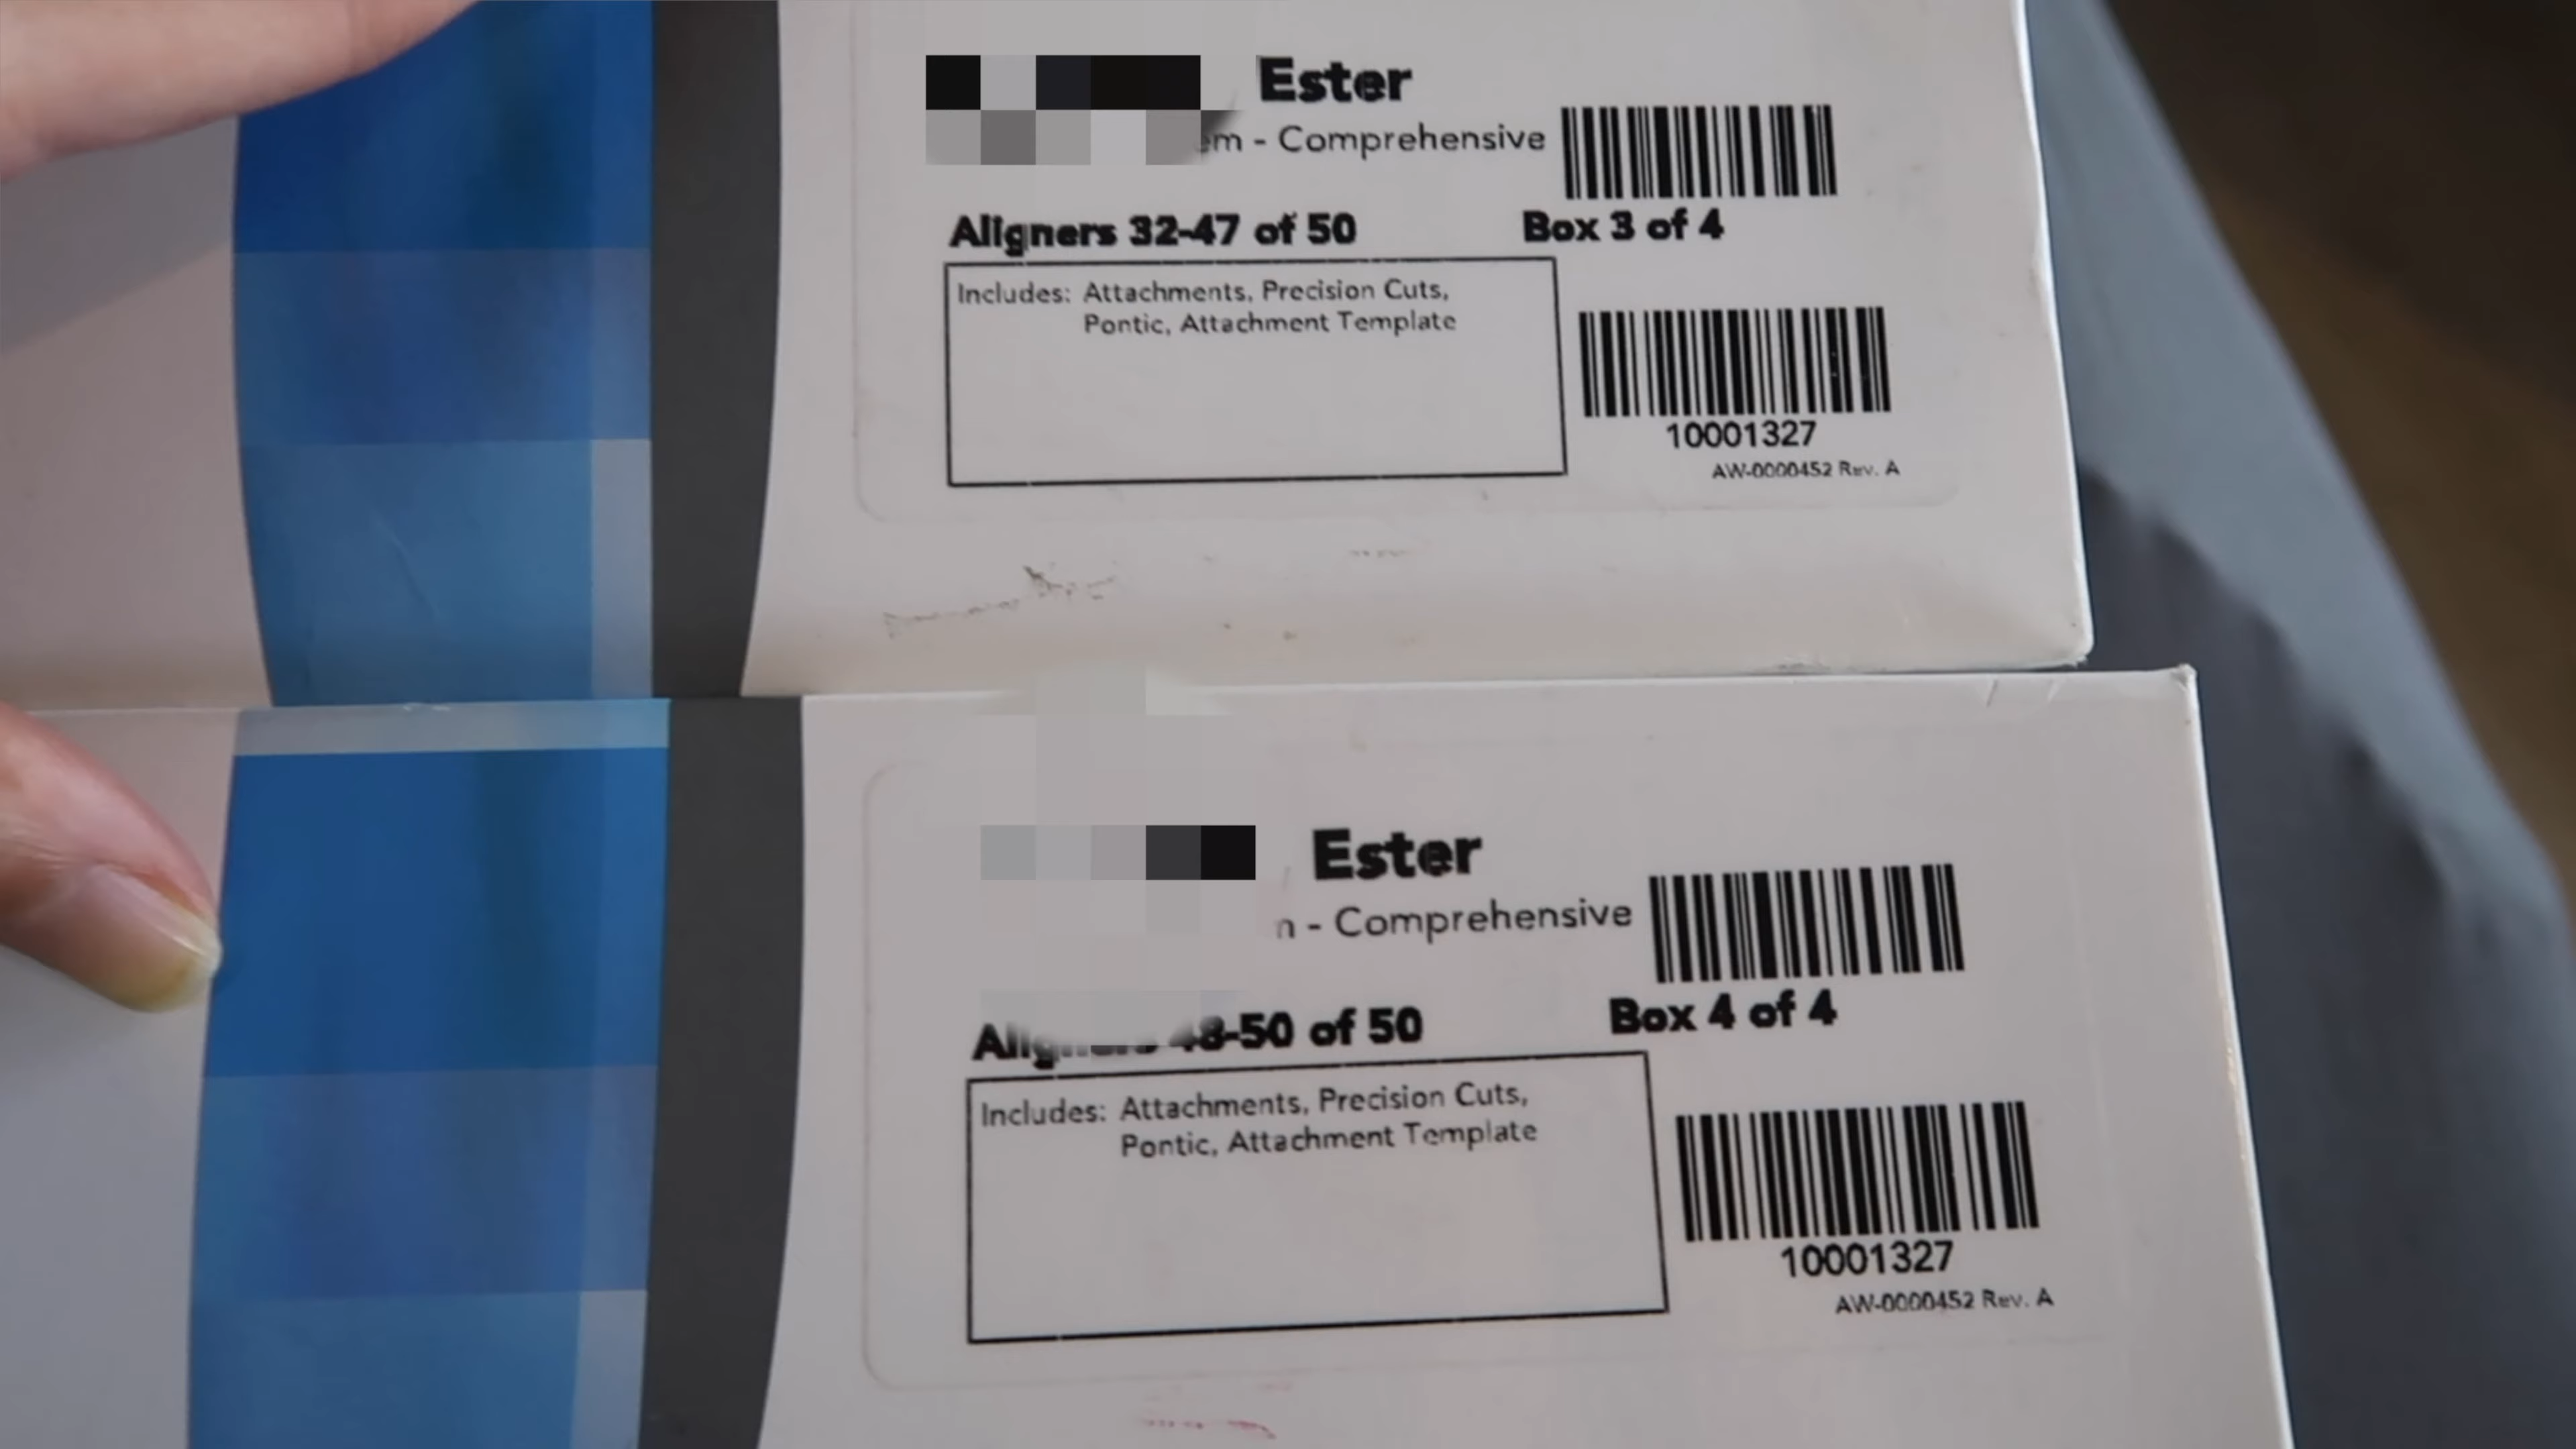 Ester
- Comprehensive
Aligners 32-47 of 50
Box 3 of 4
Includes: Attachments, Precision Cuts,
Pontic, Attachment Template
10001327
AW-0000452 Rev. A
Ester
- Comprehensive
Aligners 48-50 of 50
Box 4 of 4
Includes: Attachments, Precision Cuts,
Pontic, Attachment Template
10001327
AW-0000452 Rev. A